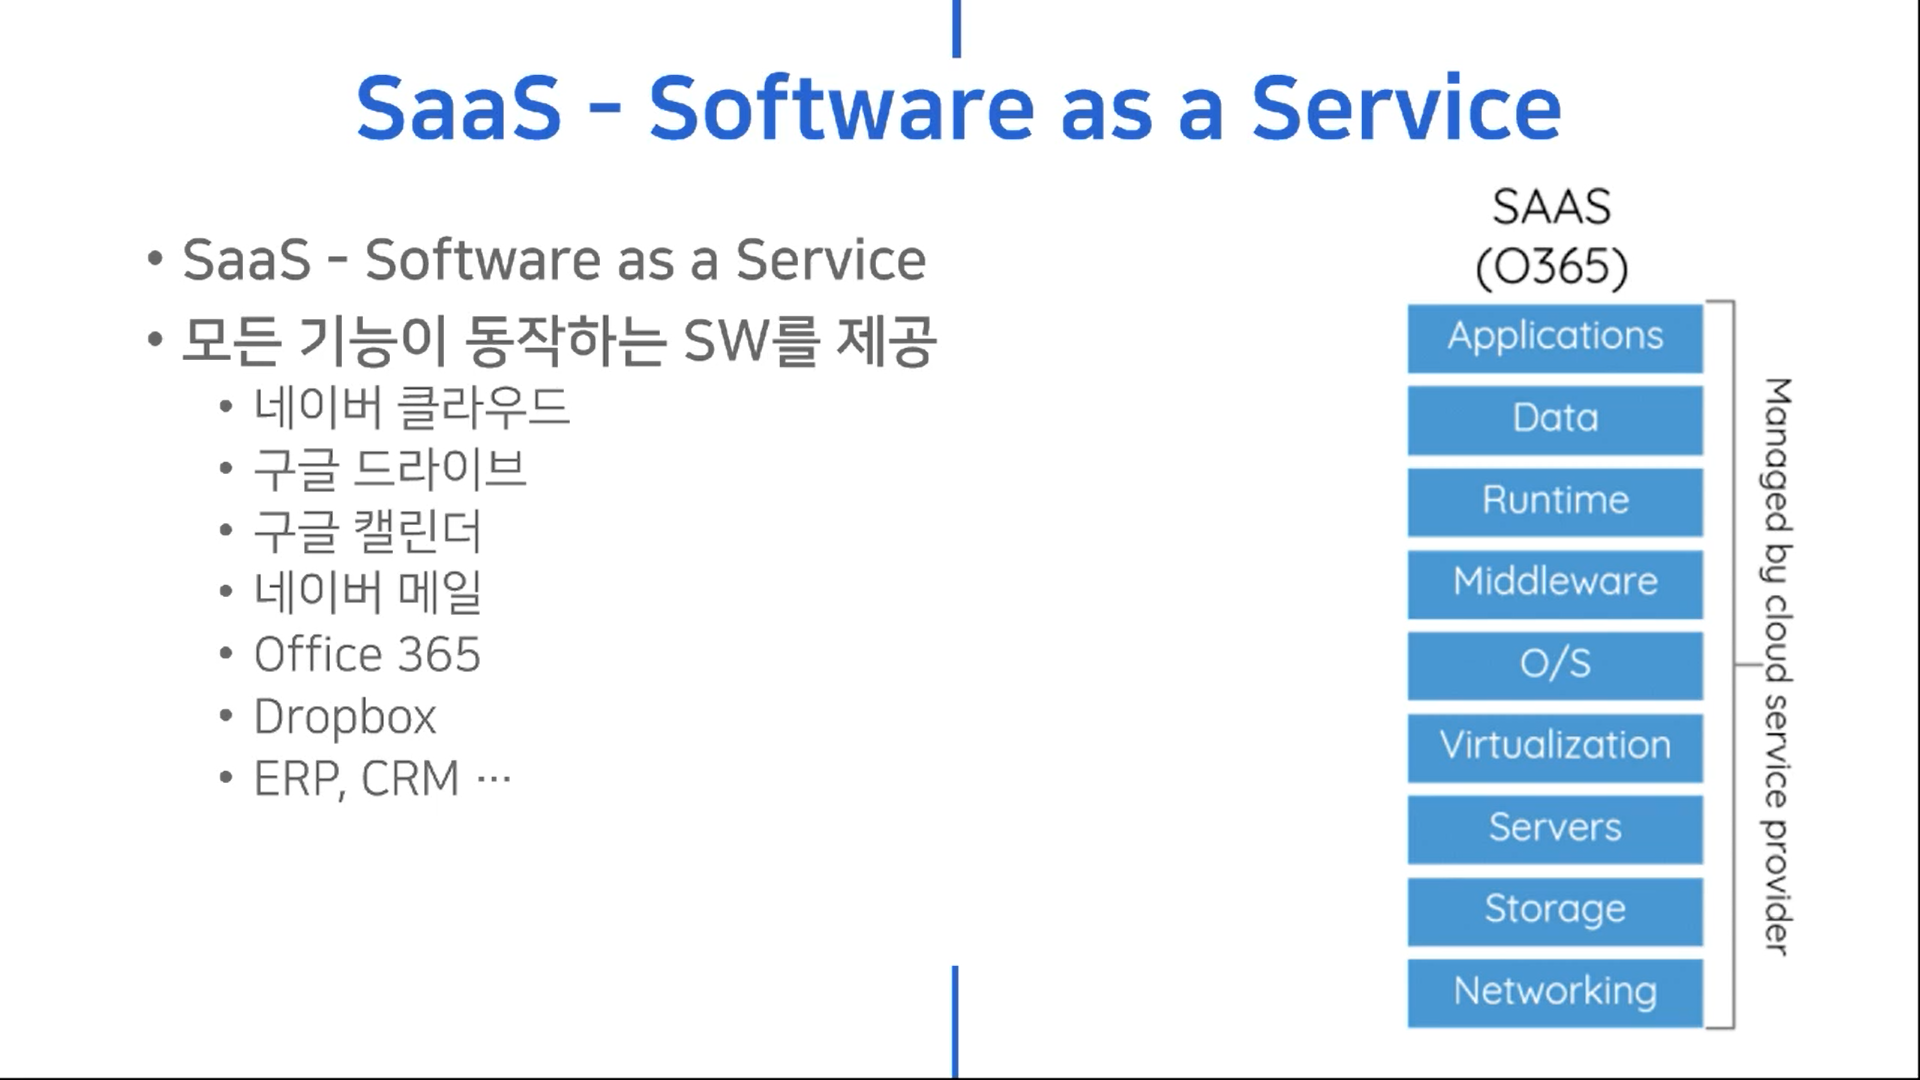 SaaS - Software as a Service
• SaaS - Software as a Service
• 모든 기능이 동작하는 SW를 제공
• 네이버 클라우드
• 구글 드라이브
• 구글 캘린더
• 네이버 메일
• Office 365
• Dropbox
• ERP, CRM ···
SAAS
(O365)
Applications
Data
Runtime
Middleware
O/S
Virtualization
Servers
Storage
Networking
Managed by cloud service provider